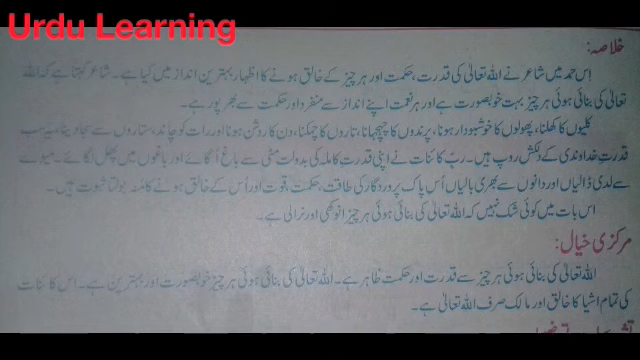 Urdu Learning
خلاصہ:
اِس حمد میں شاعر نے اللہ تعالیٰ کی قدرت، حکمت اور ہر چیز کے خالق ہونے کا اظہار بہترین انداز میں کیا ہے۔ شاعر کہتا ہے کہ اللہ
تعالیٰ کی بنائی ہوئی ہر چیز بہت خوبصورت ہے اور ہر نعمت اپنے انداز سے منفرد اور حکمت سے بھرپور ہے۔
کلیوں کا کھلنا، پھولوں کا خوشبودار ہونا، پرندوں کا چہچہانا، تاروں کا چمکنا، دن کا روشن ہونا اور رات کو چاند، ستاروں سے سجا دینا، یہ سب
قدرتِ خداوندی کے دلکش روپ ہیں۔ ربِّ کائنات نے اپنی قدرتِ کاملہ کی بدولت مٹی سے باغ اُگائے اور باغوں میں پھل لگائے۔ میوے
سے لدی ڈالیاں اور دانوں سے بھری بالیاں اُس پاک پروردگار کی طاقت، حکمت، قوت اور اُس کے خالق ہونے کا منہ بولتا ثبوت ہیں۔
اس بات میں کوئی شک نہیں کہ اللہ تعالیٰ کی بنائی ہوئی ہر چیز انوکھی اور نرالی ہے۔
مرکزی خیال:
اللہ تعالیٰ کی بنائی ہوئی ہر چیز سے قدرت اور حکمت ظاہر ہے۔ اللہ تعالیٰ کی بنائی ہوئی ہر چیز خوبصورت اور بہترین ہے۔ اس کائنات
کی تمام اشیا کا خالق اور مالک صرف اللہ تعالیٰ ہے۔